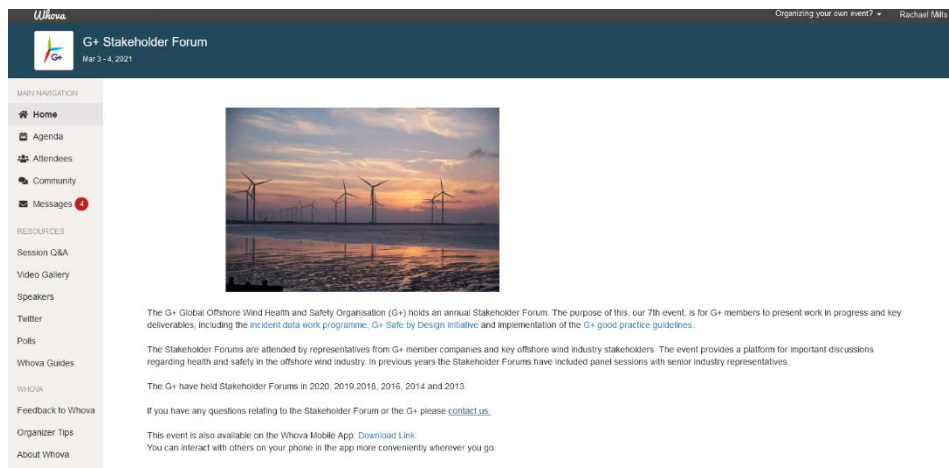 Whova
Organizing your own event?
Rachael Mills
G+
G+ Stakeholder Forum
Mar 3 - 4, 2021
MAIN NAVIGATION
Home
Agenda
Attendees
Community
Messages 4
RESOURCES
Session Q&A
Video Gallery
Speakers
Twitter
Polls
Whova Guides
WHOVA
Feedback to Whova
Organizer Tips
About Whova
The G+ Global Offshore Wind Health and Safety Organisation (G+) holds an annual Stakeholder Forum. The purpose of this, our 7th event, is for G+ members to present work in progress and key
deliverables, including the incident data work programme, G+ Safe by Design initiative and implementation of the G+ good practice guidelines.
The Stakeholder Forums are attended by representatives from G+ member companies and key offshore wind industry stakeholders. The event provides a platform for important discussions
regarding health and safety in the offshore wind industry. In previous years the Stakeholder Forums have included panel sessions with senior industry representatives.
The G+ have held Stakeholder Forums in 2020, 2019,2018, 2016, 2014 and 2013.
If you have any questions relating to the Stakeholder Forum or the G+ please contact us.
This event is also available on the Whova Mobile App: Download Link.
You can interact with others on your phone in the app more conveniently wherever you go.